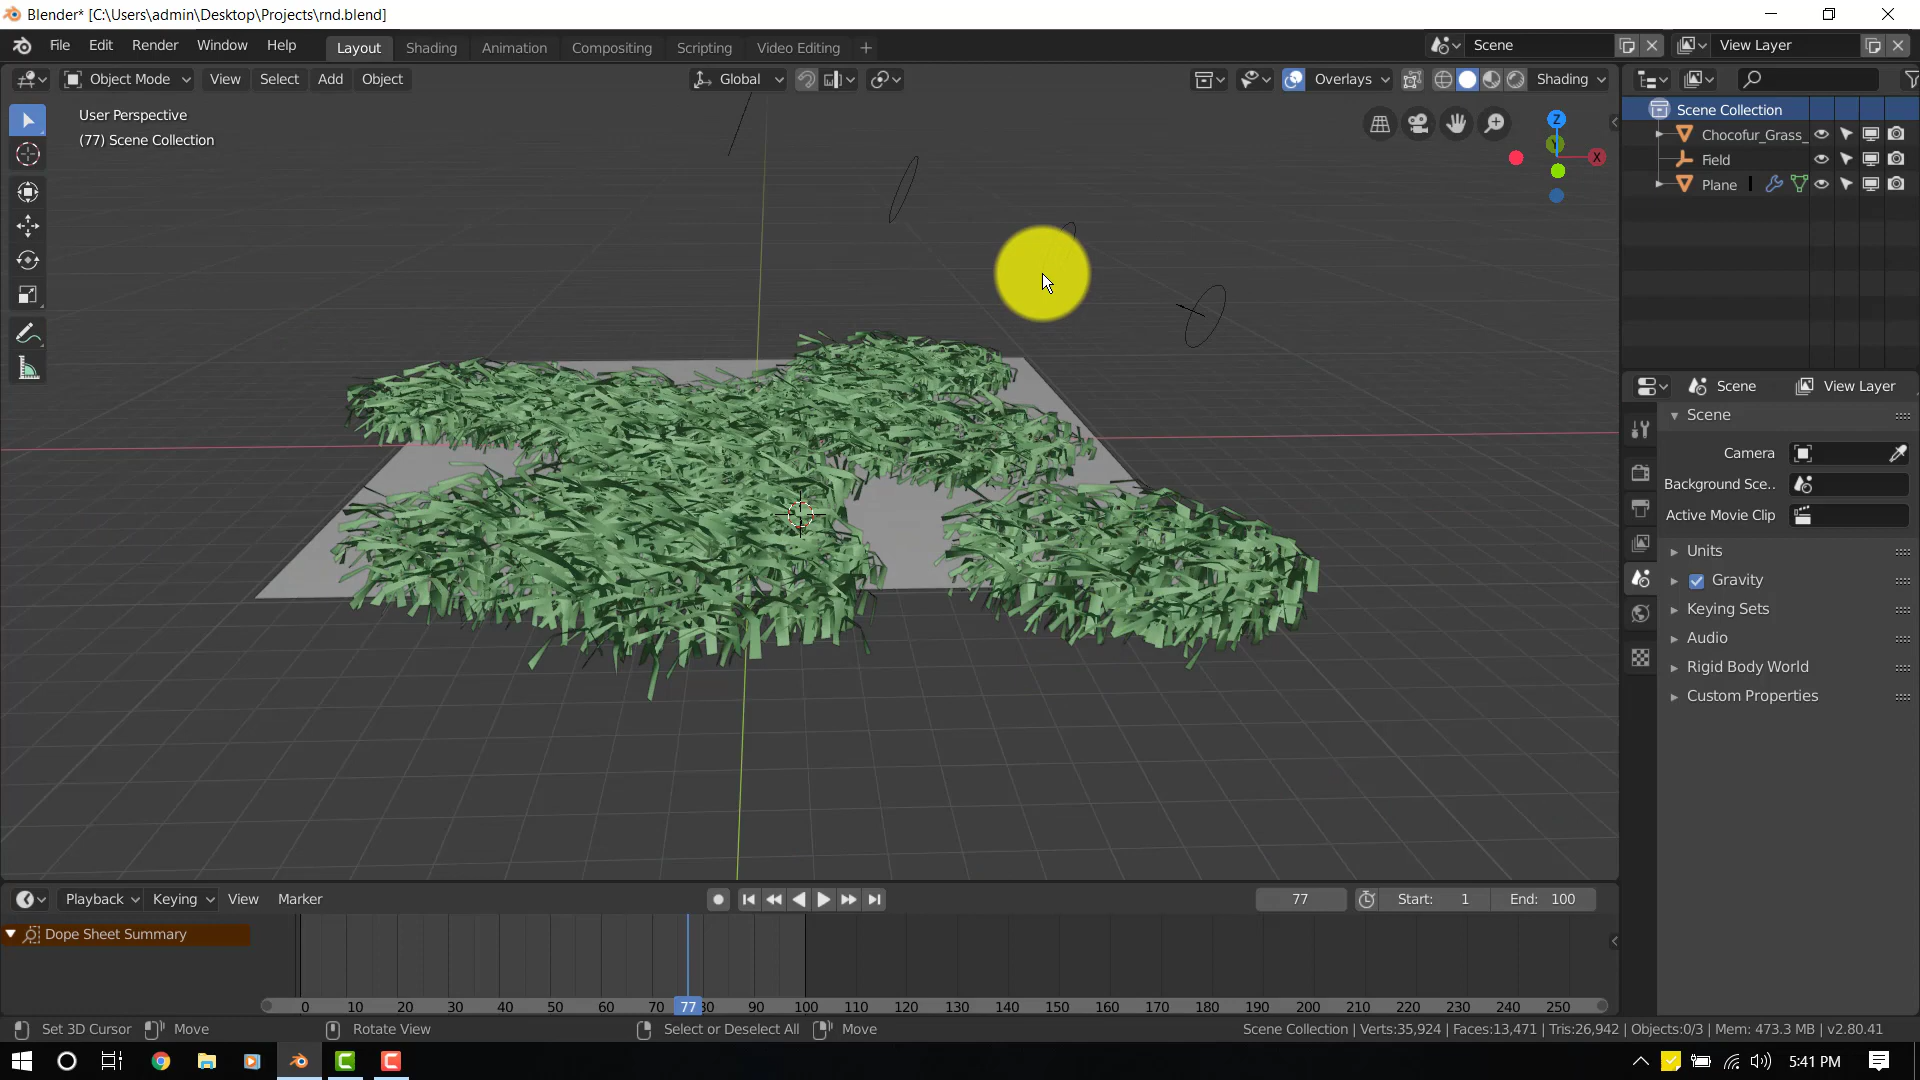 Blender* [C:\Users\admin\Desktop\Projects\rnd.blend]
File Edit Render Window Help Layout Shading Animation Compositing Scripting Texturing Video Editing + Scene View Layer
Object Mode View Select Add Object Global Overlays Shading
User Perspective
(77) Scene Collection
Z
X
Scene Collection
Chocofur_Grass_
Field
Plane
Scene View Layer
Scene
Camera
Background Sce..
Active Movie Clip
Units
Gravity
Keying Sets
Audio
Rigid Body World
Custom Properties
Playback Keying View Marker 77 Start: 1 End: 100
Dope Sheet Summary
0 10 20 30 40 50 60 70 77 90 100 110 120 130 140 150 160 170 180 190 200 210 220 230 240 250
Set 3D Cursor Move Rotate View Select or Deselect All Move Scene Collection | Verts:35,924 | Faces:13,471 | Tris:26,942 | Objects:0/3 | Mem: 473.3 MB | v2.80.41
5:41 PM